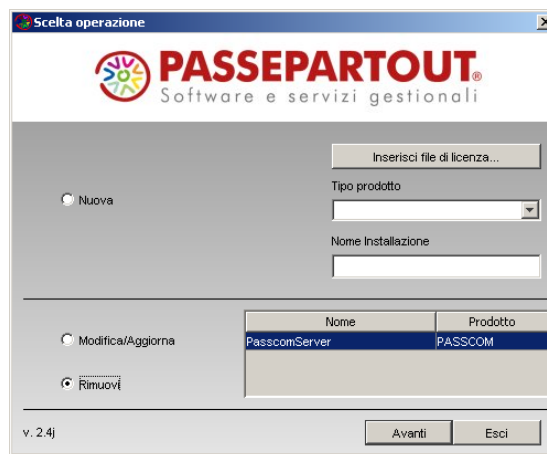 Scelta operazione
PASSEPARTOUT®
Software e servizi gestionali
Inserisci file di licenza...
Nuova
Tipo prodotto
Nome Installazione
Nome Prodotto
Modifica/Aggiorna
PasscomServer PASSCOM
Rimuovi
v. 2.4j
Avanti Esci